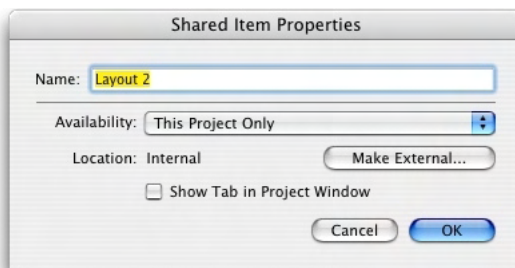 Shared Item Properties
Name: Layout 2
Availability: This Project Only
Location: Internal Make External...
Show Tab in Project Window
Cancel OK